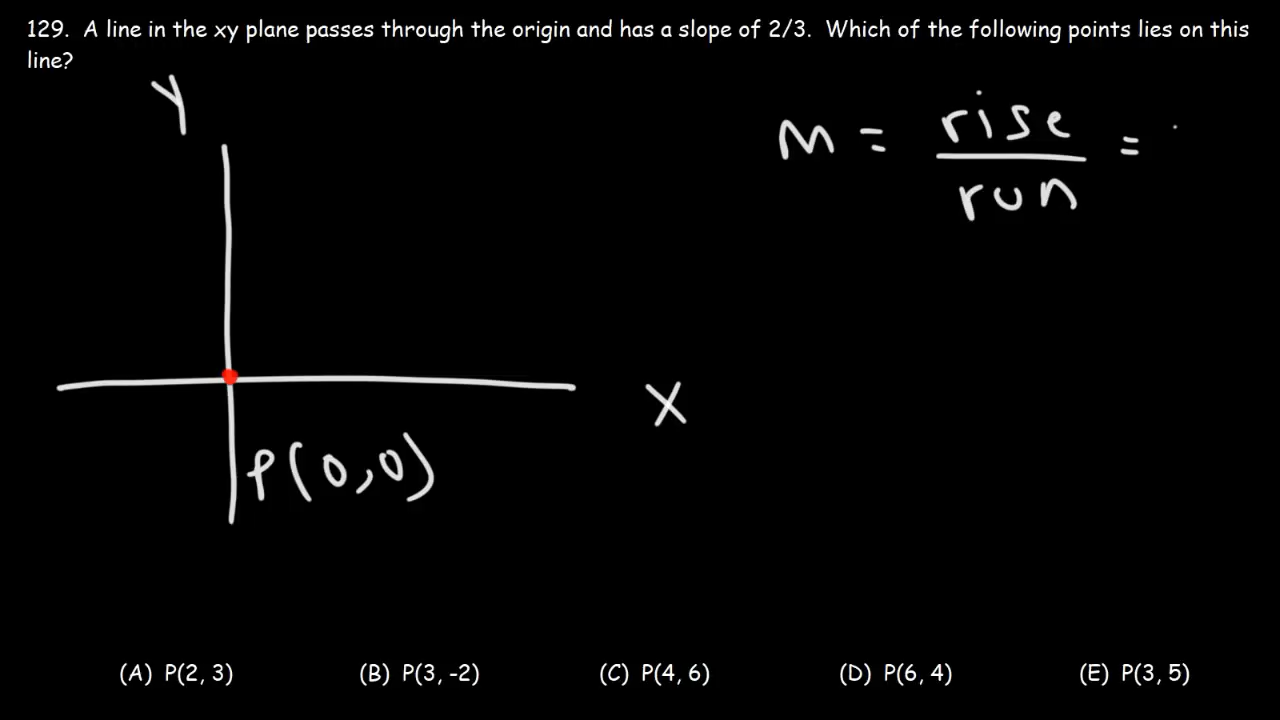 129. A line in the xy plane passes through the origin and has a slope of 2/3. Which of the following points lies on this
line?
Y
m = rise/run =
X
P(0,0)
(A) P(2, 3) (B) P(3, -2) (C) P(4, 6) (D) P(6, 4) (E) P(3, 5)